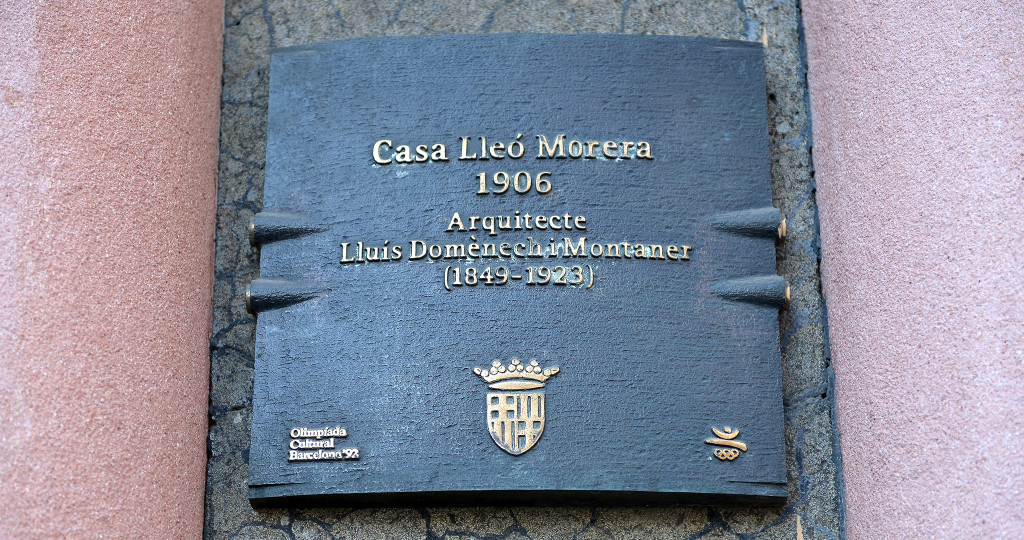 Casa Lleó Morera
1906
Arquitecte
Lluís Domènech i Montaner
(1849-1923)
Olimpíada
Cultural
Barcelona'92